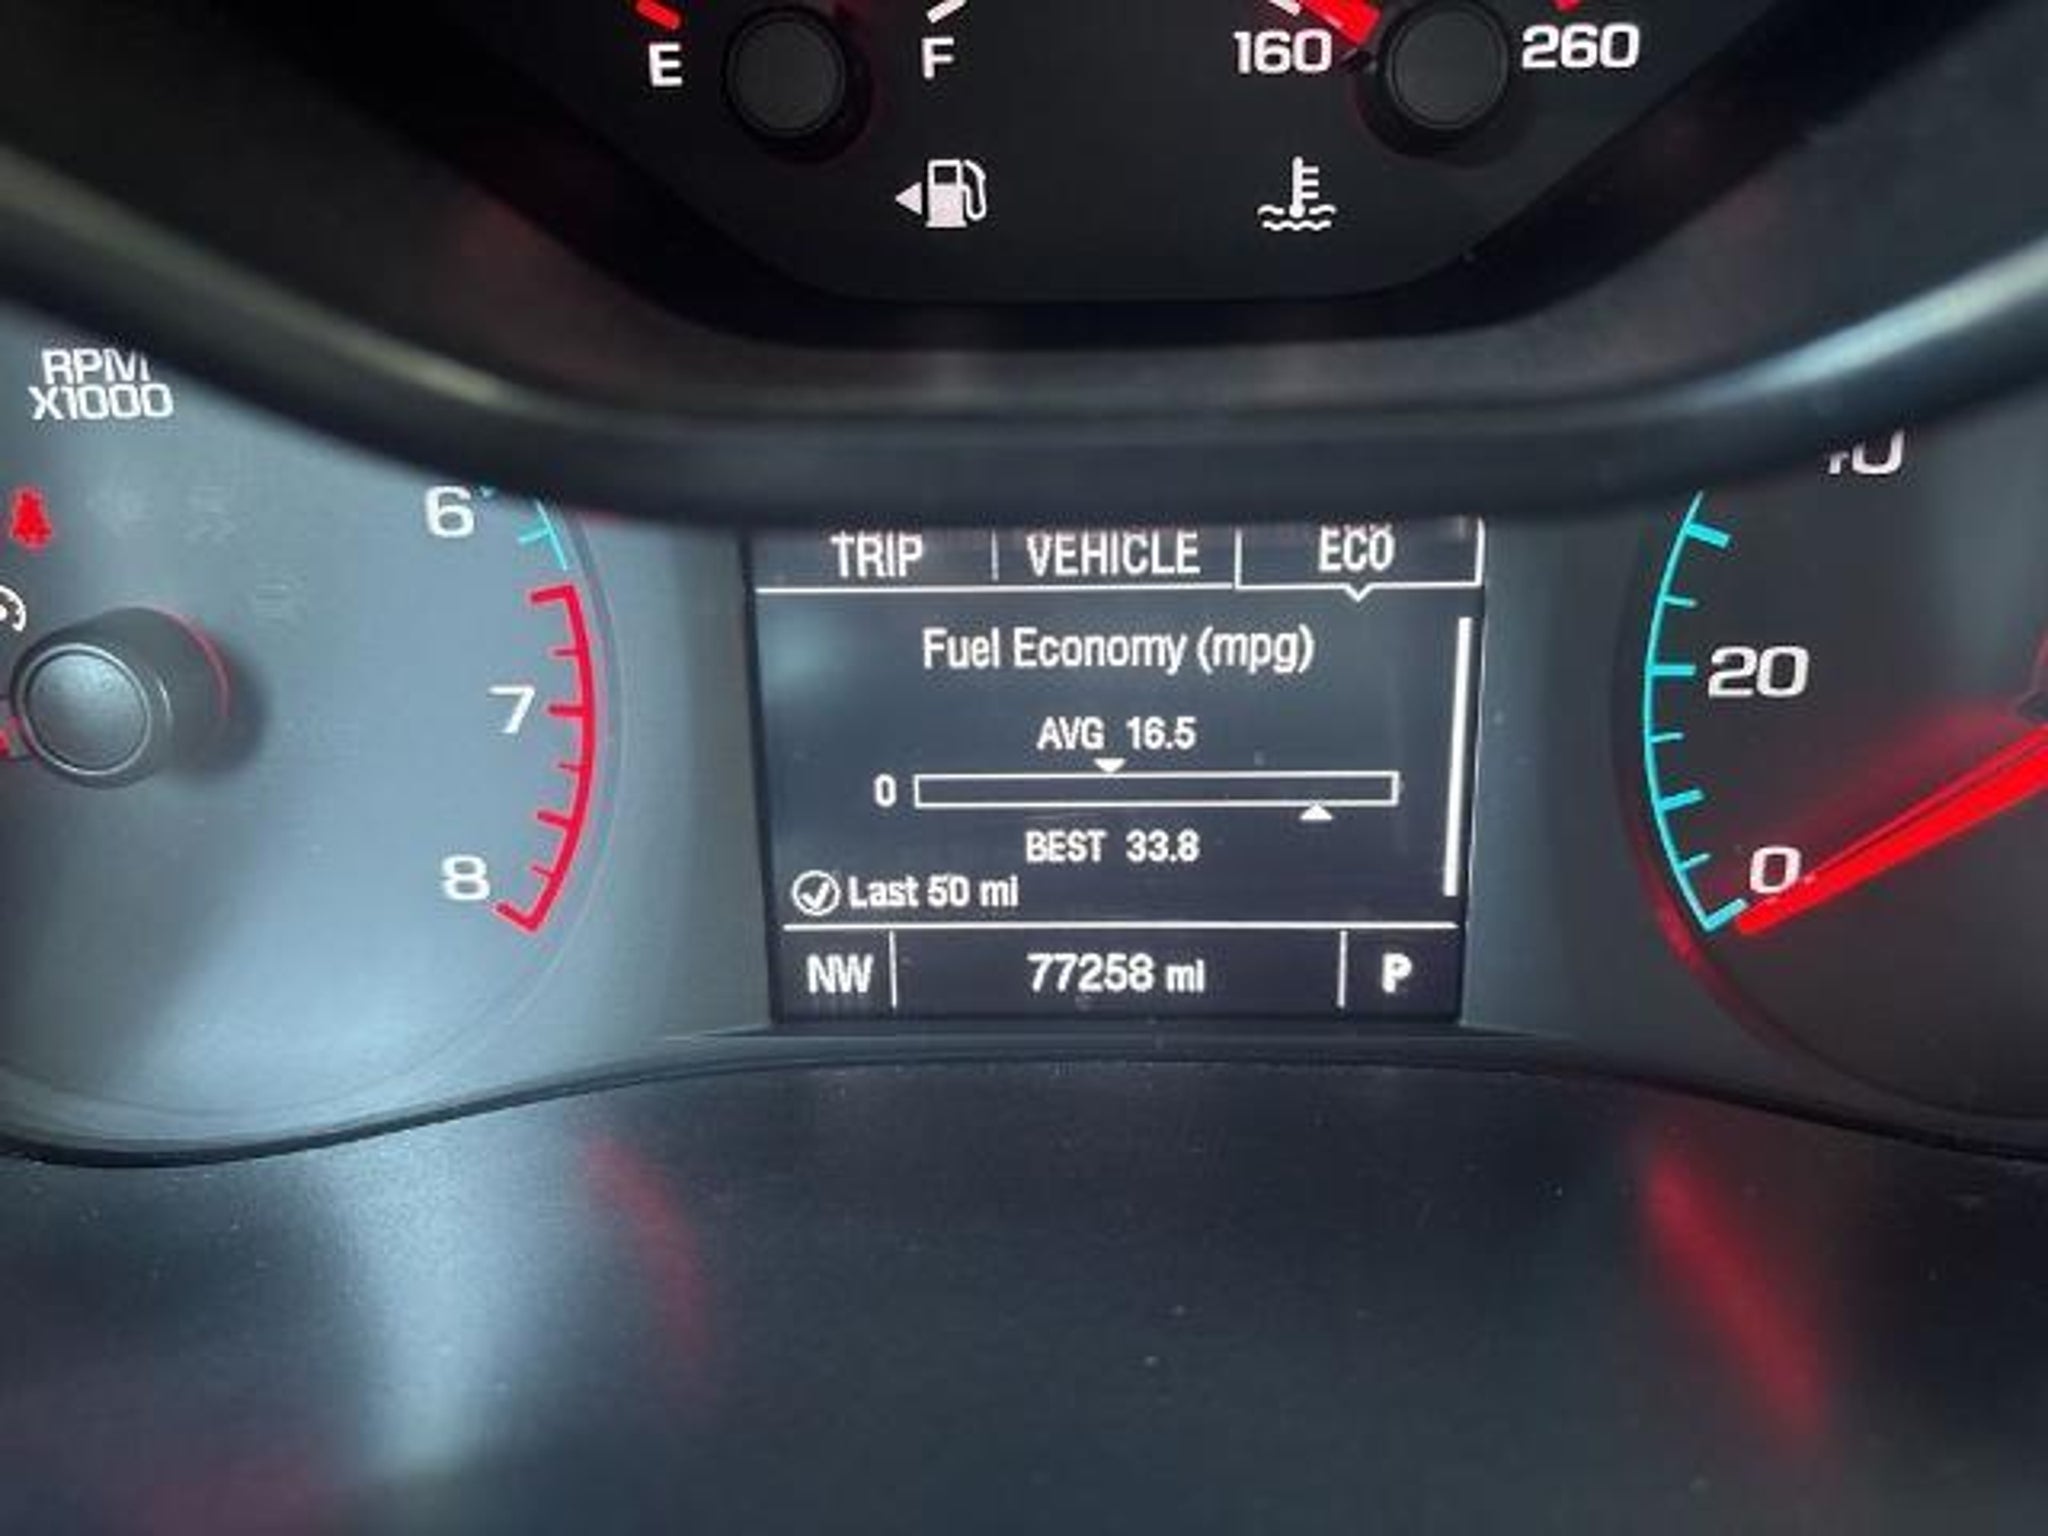 E F 160 260
RPM
X1000
6
7
8
TRIP VEHICLE ECO
Fuel Economy (mpg)
AVG 16.5
0
BEST 33.8
Last 50 mi
NW 77258 mi P
40
20
0